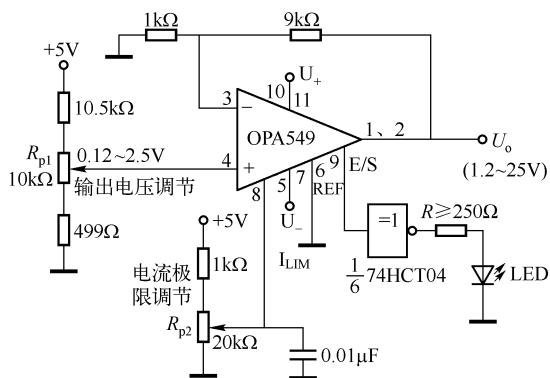 1kΩ
9kΩ
+5V
10.5kΩ
Rp1
10kΩ
0.12~2.5V
输出电压调节
499Ω
3
−
4
+
OPA549
10
U+
11
1、2
Uo
(1.2~25V)
8
5
U−
7
6
REF
9
E/S
ILIM
=1
1/6 74HCT04
R≥250Ω
LED
+5V
1kΩ
电流极
限调节
Rp2
20kΩ
0.01μF